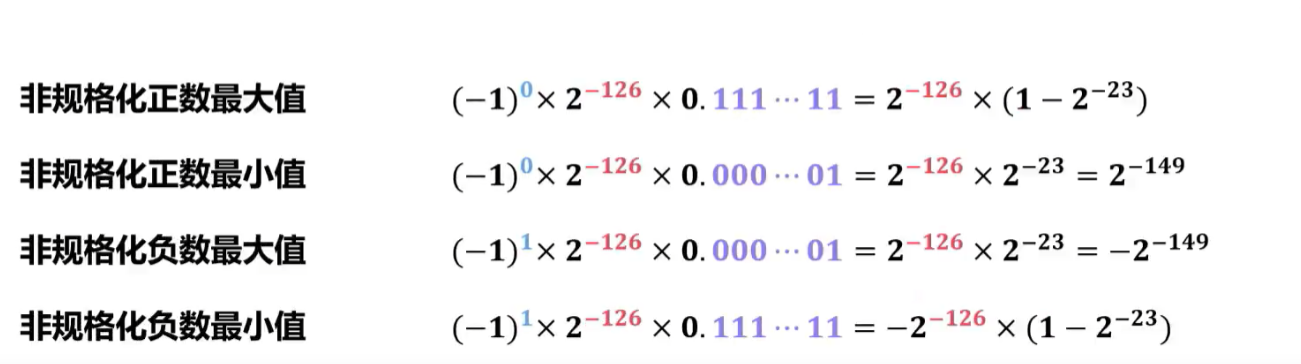 非规格化正数最大值 (−1)⁰ × 2⁻¹²⁶ × 0.111⋯11 = 2⁻¹²⁶ × (1 − 2⁻²³)
非规格化正数最小值 (−1)⁰ × 2⁻¹²⁶ × 0.000⋯01 = 2⁻¹²⁶ × 2⁻²³ = 2⁻¹⁴⁹
非规格化负数最大值 (−1)¹ × 2⁻¹²⁶ × 0.000⋯01 = 2⁻¹²⁶ × 2⁻²³ = −2⁻¹⁴⁹
非规格化负数最小值 (−1)¹ × 2⁻¹²⁶ × 0.111⋯11 = −2⁻¹²⁶ × (1 − 2⁻²³)